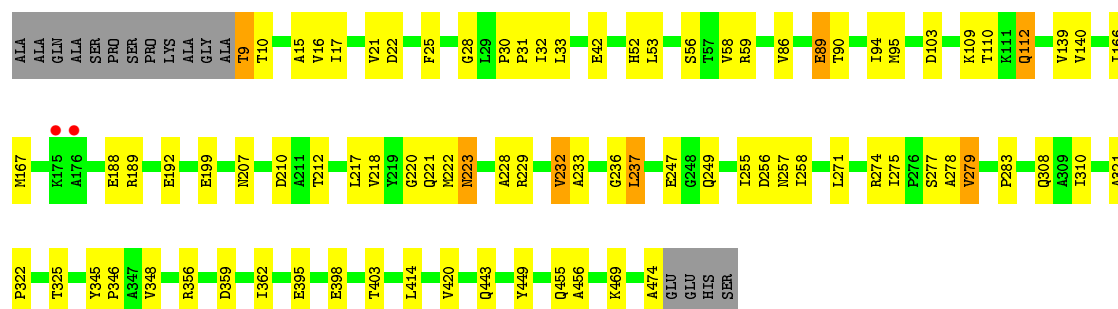 ALA ALA GLN ALA SER PRO SER PRO LYS ALA GLY ALA T9 T10 A15 V16 I17 V21 D22 F25 G28 L29 P30 P31 I32 L33 E42 H52 L53 S56 T57 V58 R59 V86 E89 T90 I94 M95 D103 K109 T110 K111 Q112 V139 V140 I166
M167 K175 A176 E188 R189 E192 E199 N207 D210 A211 T212 L217 V218 Y219 G220 Q221 M222 N223 A228 R229 V232 A233 G236 L237 E247 G248 Q249 I255 D256 N257 I258 L271 R274 I275 P276 S277 A278 V279 P283 Q308 A309 I310 A321
P322 T325 Y345 P346 A347 V348 R356 D359 I362 E395 E398 T403 L414 V420 Q443 Y449 Q455 A456 K469 A474 GLU GLU HIS SER